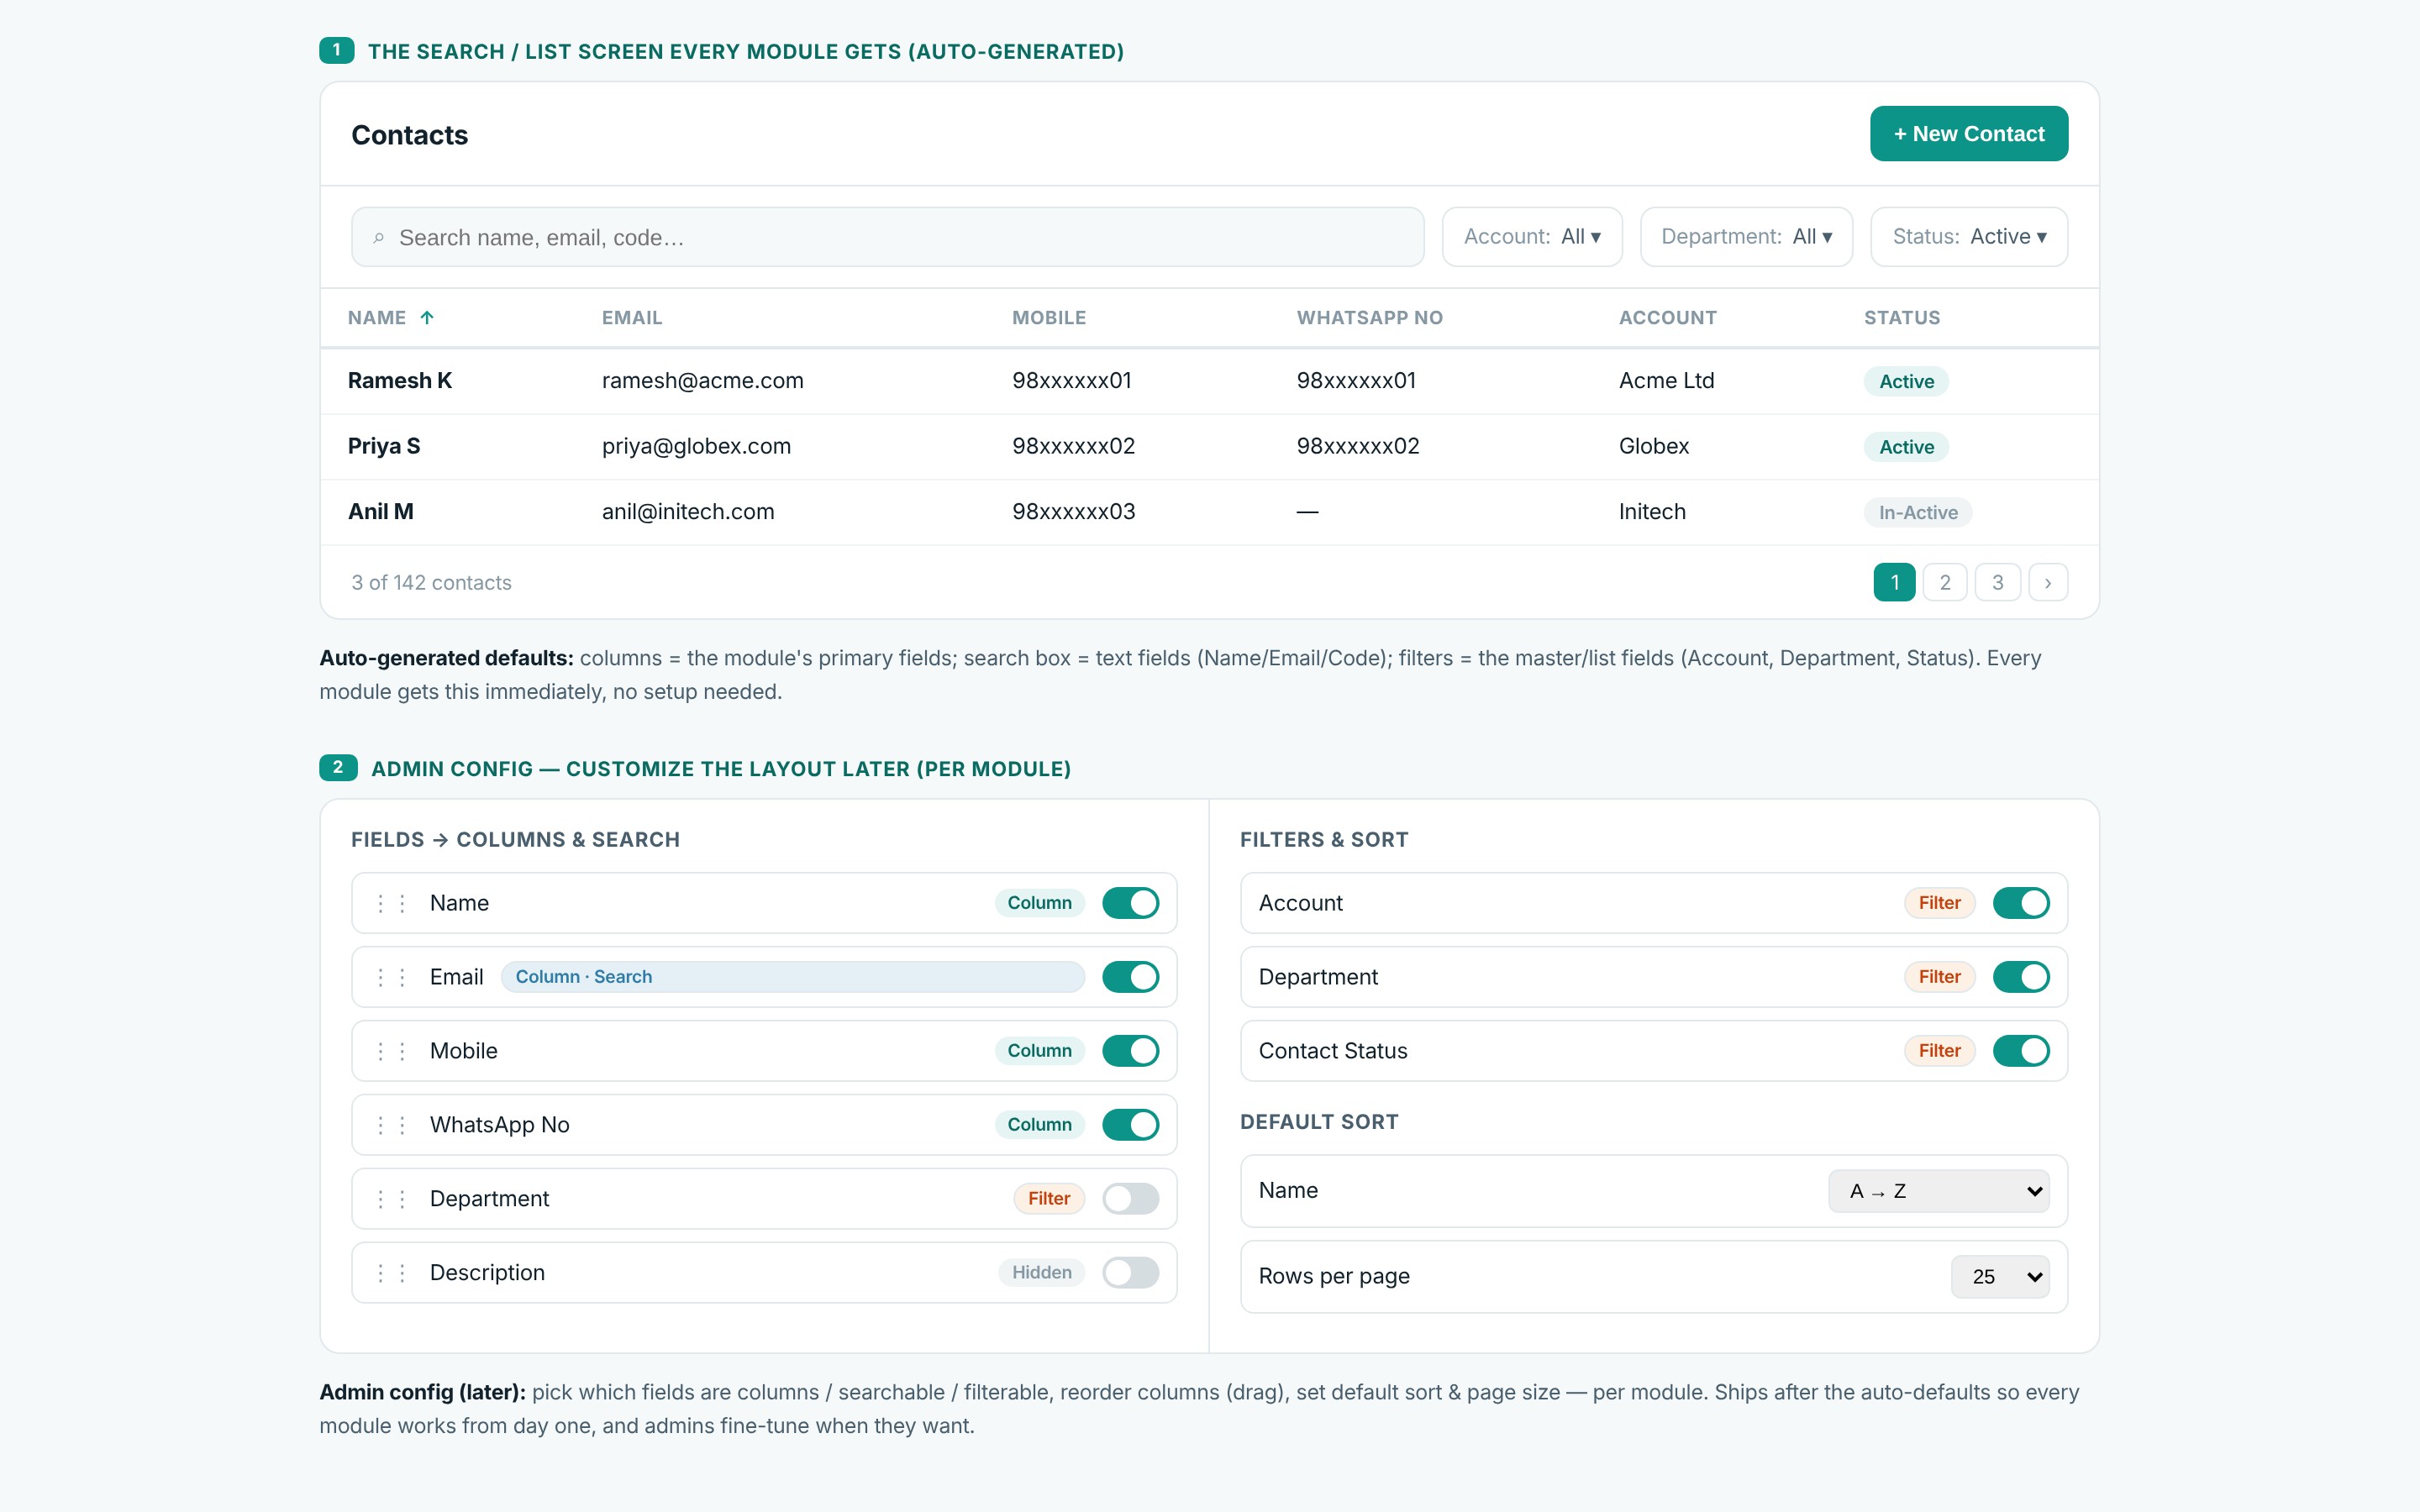 1 THE SEARCH / LIST SCREEN EVERY MODULE GETS (AUTO-GENERATED)
Contacts
+ New Contact
Search name, email, code…
Account: All ▾
Department: All ▾
Status: Active ▾
NAME ↑ EMAIL MOBILE WHATSAPP NO ACCOUNT STATUS
Ramesh K ramesh@acme.com 98xxxxxx01 98xxxxxx01 Acme Ltd Active
Priya S priya@globex.com 98xxxxxx02 98xxxxxx02 Globex Active
Anil M anil@initech.com 98xxxxxx03 — Initech In-Active
3 of 142 contacts
1 2 3 ›
Auto-generated defaults: columns = the module's primary fields; search box = text fields (Name/Email/Code); filters = the master/list fields (Account, Department, Status). Every
module gets this immediately, no setup needed.
2 ADMIN CONFIG — CUSTOMIZE THE LAYOUT LATER (PER MODULE)
FIELDS → COLUMNS & SEARCH
Name Column
Email Column · Search
Mobile Column
WhatsApp No Column
Department Filter
Description Hidden
FILTERS & SORT
Account Filter
Department Filter
Contact Status Filter
DEFAULT SORT
Name A → Z
Rows per page 25
Admin config (later): pick which fields are columns / searchable / filterable, reorder columns (drag), set default sort & page size — per module. Ships after the auto-defaults so every
module works from day one, and admins fine-tune when they want.